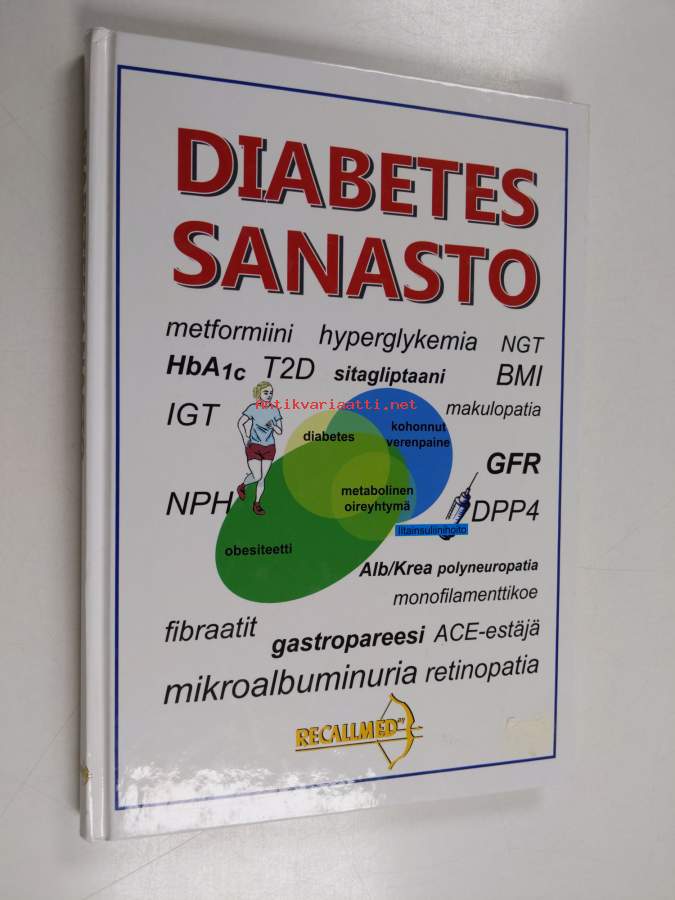 DIABETES
SANASTO
metformiini hyperglykemia NGT
HbA1c T2D sitagliptaani BMI
antikvariaatti.net
IGT makulopatia
diabetes kohonnut
verenpaine
GFR
NPH metabolinen
oireyhtymä DPP4
Iltainsuliinihoito
obesiteetti
Alb/Krea polyneuropatia
monofilamenttikoe
fibraatit gastropareesi ACE-estäjä
mikroalbuminuria retinopatia
RECALLMED